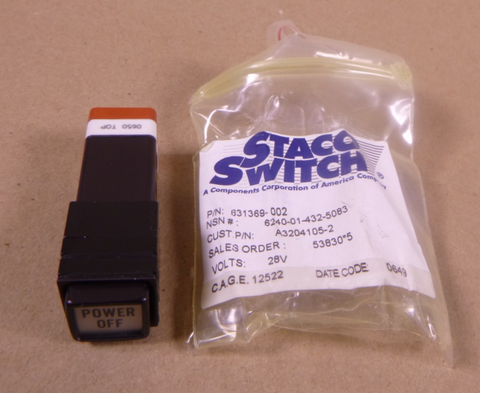 0650 TOP
POWER
OFF
STACO
SWITCH®
A Components Corporation of America Company
P/N: 631369-002
NSN #: 6240-01-432-5083
CUST.P/N: A3204105-2
SALES ORDER: 53830*5
VOLTS: 28V
C.A.G.E. 12522 DATE CODE: 0649